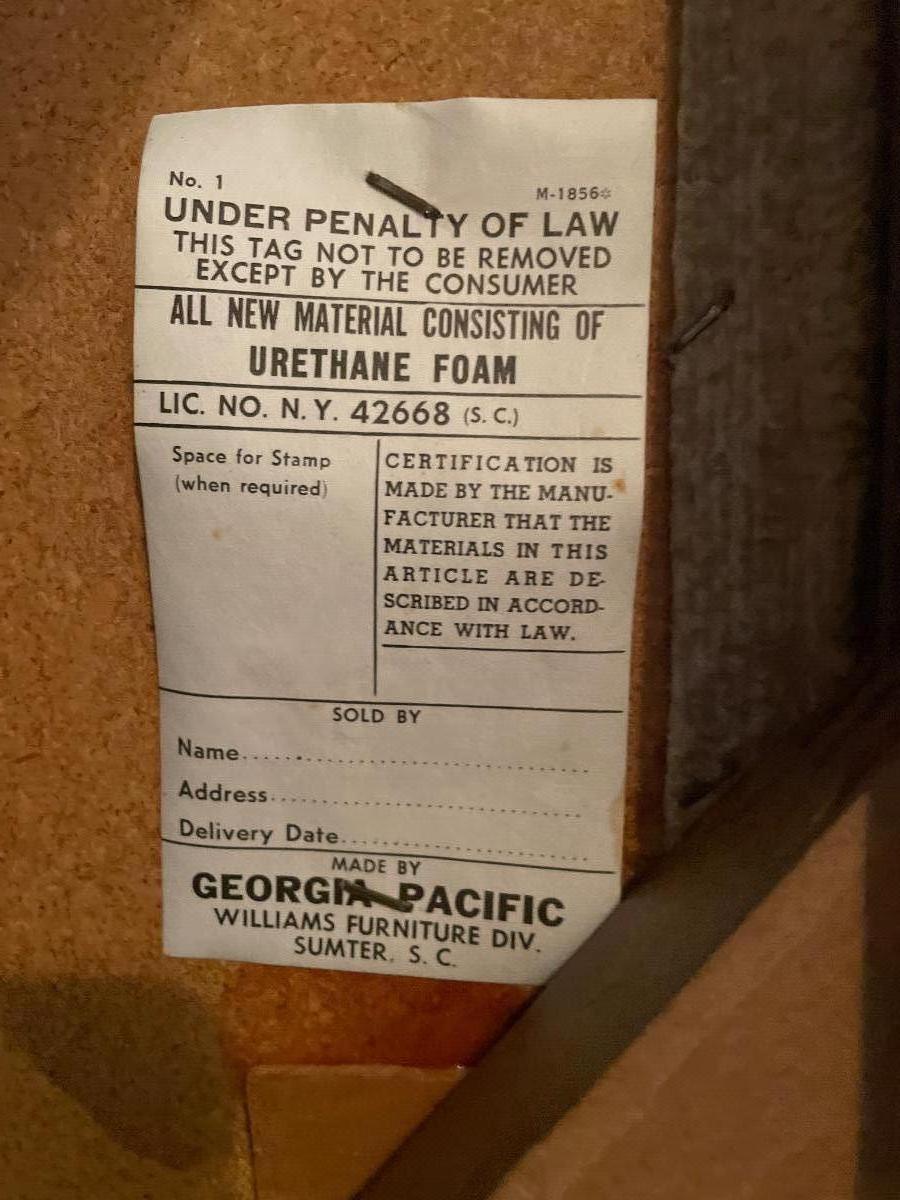 No. 1
M-1856
UNDER PENALTY OF LAW
THIS TAG NOT TO BE REMOVED
EXCEPT BY THE CONSUMER
ALL NEW MATERIAL CONSISTING OF
URETHANE FOAM
LIC. NO. N. Y. 42668 (S. C.)
Space for Stamp
(when required)
CERTIFICATION IS
MADE BY THE MANU-
FACTURER THAT THE
MATERIALS IN THIS
ARTICLE ARE DE-
SCRIBED IN ACCORD-
ANCE WITH LAW.
SOLD BY
Name
Address
Delivery Date
MADE BY
GEORGIA PACIFIC
WILLIAMS FURNITURE DIV.
SUMTER, S. C.